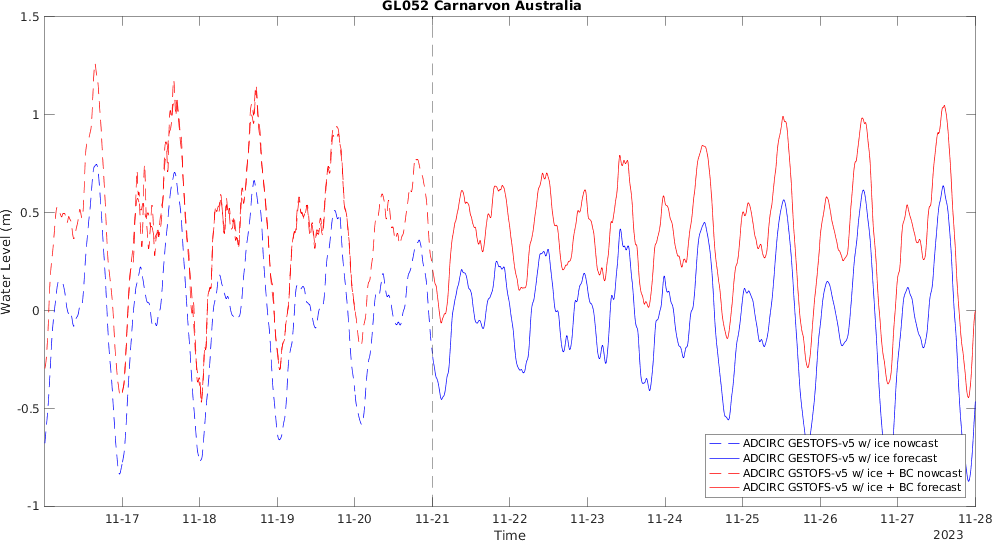 GL052 Carnarvon Australia
1.5
1
0.5
0
-0.5
-1
Water Level (m)
11-17 11-18 11-19 11-20 11-21 11-22 11-23 11-24 11-25 11-26 11-27 11-28
Time
2023
ADCIRC GESTOFS-v5 w/ ice nowcast
ADCIRC GESTOFS-v5 w/ ice forecast
ADCIRC GSTOFS-v5 w/ ice + BC nowcast
ADCIRC GSTOFS-v5 w/ ice + BC forecast